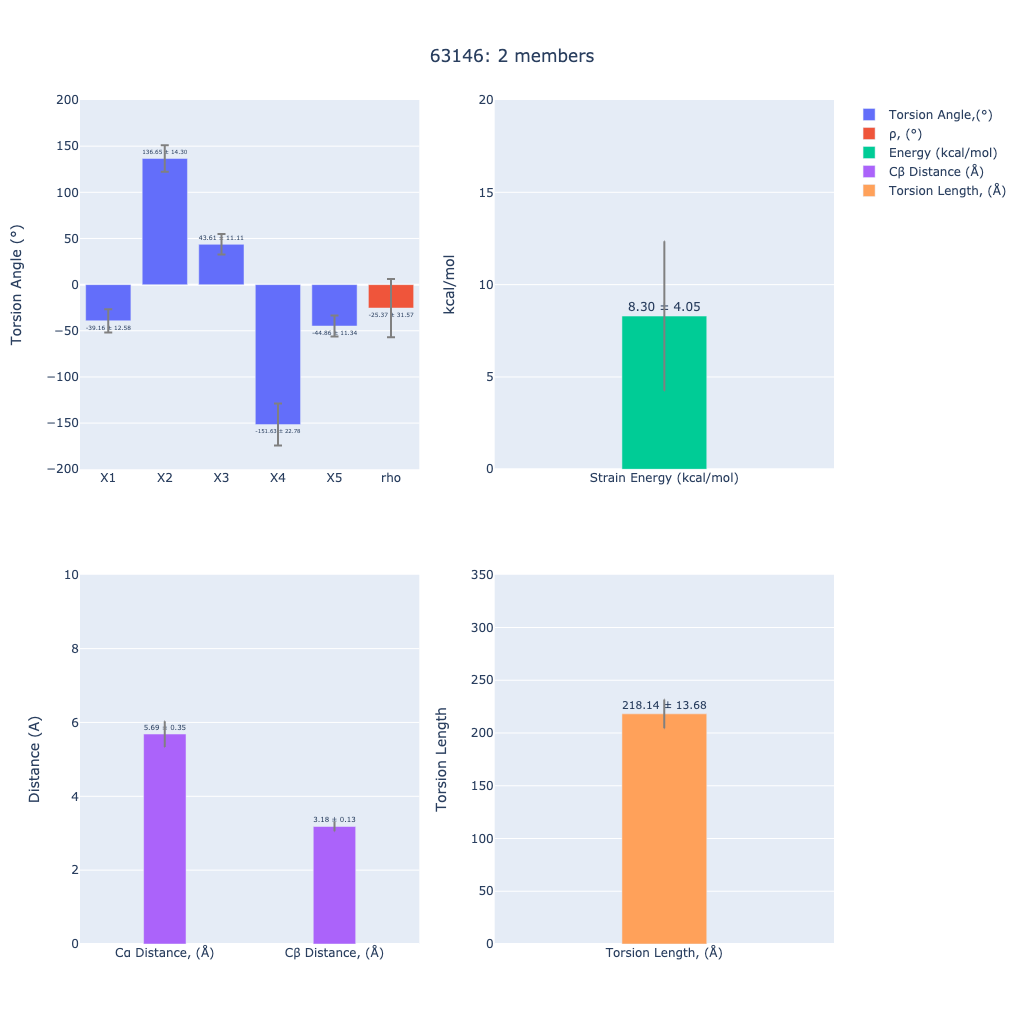 63146: 2 members
Torsion Angle (°)
200
150
100
50
0
−50
−100
−150
−200
136.65 ± 14.30
43.61 ± 11.11
-39.16 ± 12.58
-151.63 ± 22.78
-44.86 ± 11.34
-25.37 ± 31.57
X1 X2 X3 X4 X5 rho
kcal/mol
20
15
10
5
0
8.30 ± 4.05
Strain Energy (kcal/mol)
Torsion Angle,(°)
ρ, (°)
Energy (kcal/mol)
Cβ Distance (Å)
Torsion Length, (Å)
Distance (A)
10
8
6
4
2
0
5.69 ± 0.35
3.18 ± 0.13
Cα Distance, (Å) Cβ Distance, (Å)
Torsion Length
350
300
250
200
150
100
50
0
218.14 ± 13.68
Torsion Length, (Å)